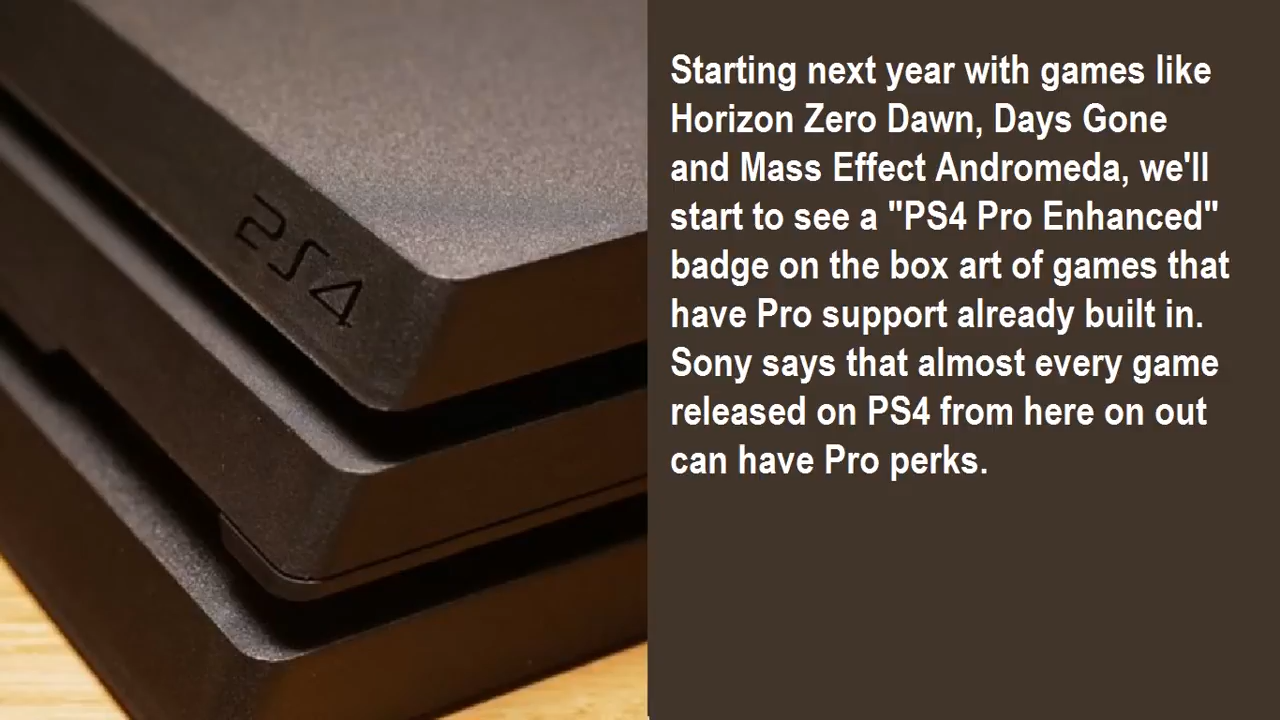 PS4
Starting next year with games like
Horizon Zero Dawn, Days Gone
and Mass Effect Andromeda, we'll
start to see a "PS4 Pro Enhanced"
badge on the box art of games that
have Pro support already built in.
Sony says that almost every game
released on PS4 from here on out
can have Pro perks.